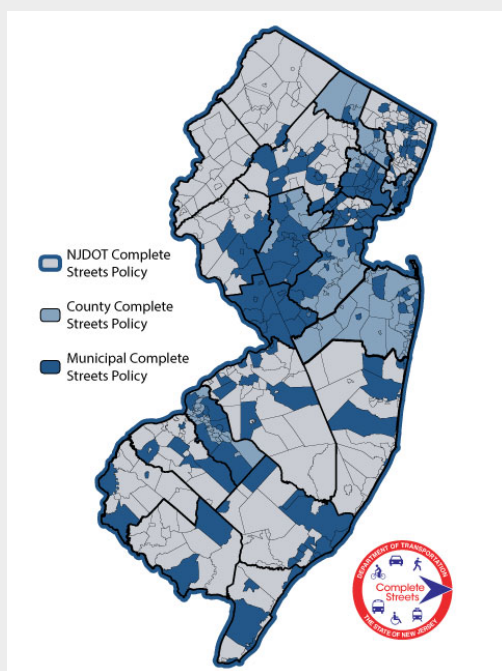 NJDOT Complete
Streets Policy
County Complete
Streets Policy
Municipal Complete
Streets Policy
DEPARTMENT OF TRANSPORTATION
Complete
Streets
THE STATE OF NEW JERSEY